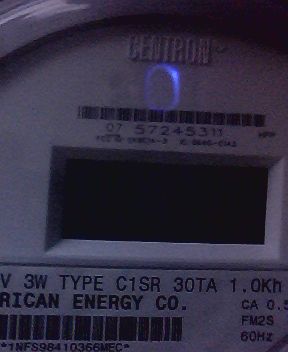 CENTRON
07 57245311
V 3W TYPE C1SR 30TA 1.0Kh
RICAN ENERGY CO.
CA 0.5
FM2S
60Hz
*1NFS98410366MEC*